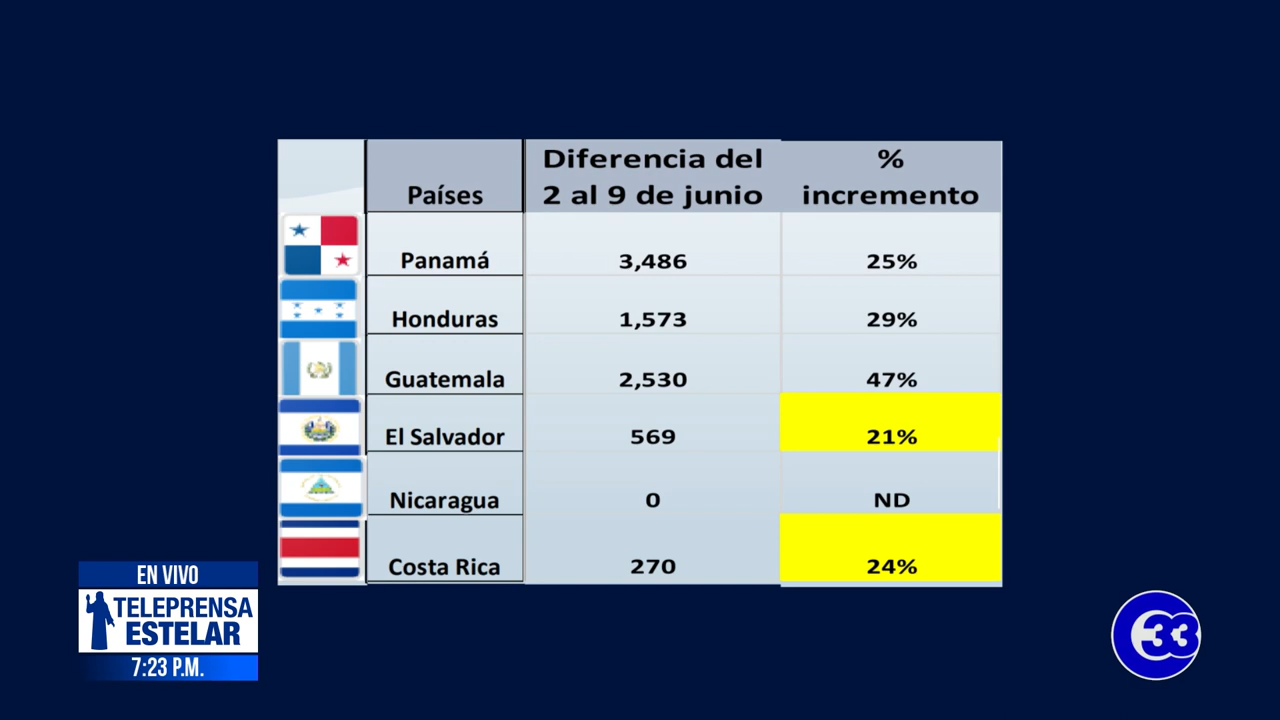 Países
Diferencia del
2 al 9 de junio
%
incremento
Panamá 3,486 25%
Honduras 1,573 29%
Guatemala 2,530 47%
El Salvador 569 21%
Nicaragua 0 ND
Costa Rica 270 24%
EN VIVO
TELEPRENSA
ESTELAR
7:23 P.M.
33